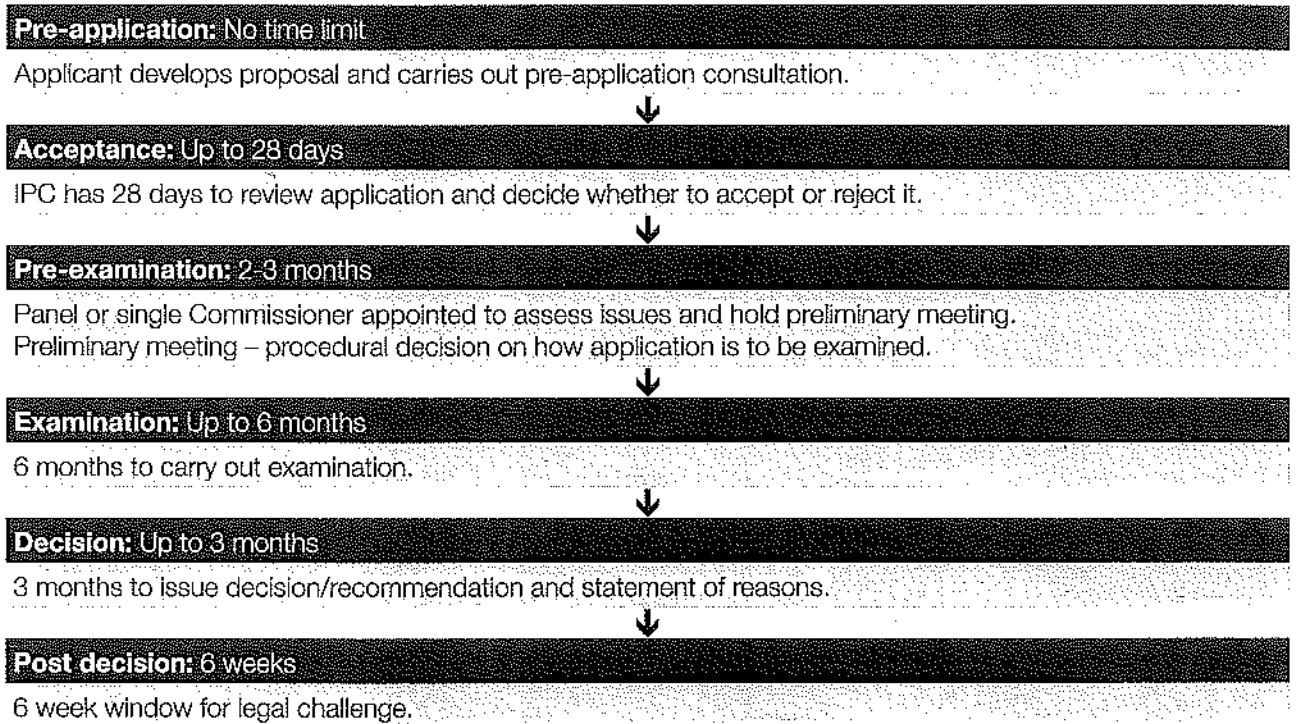 Pre-application: No time limit
Applicant develops proposal and carries out pre-application consultation.
Acceptance: Up to 28 days
IPC has 28 days to review application and decide whether to accept or reject it.
Pre-examination: 2-3 months
Panel or single Commissioner appointed to assess issues and hold preliminary meeting.
Preliminary meeting – procedural decision on how application is to be examined.
Examination: Up to 6 months
6 months to carry out examination.
Decision: Up to 3 months
3 months to issue decision/recommendation and statement of reasons.
Post decision: 6 weeks
6 week window for legal challenge.